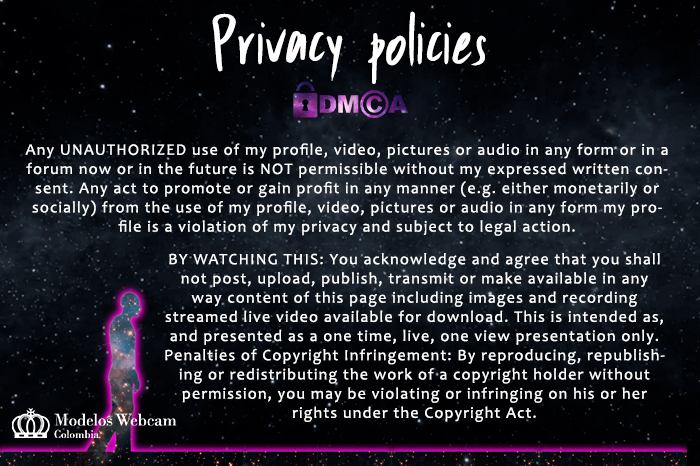 Privacy policies
DMCA
Any UNAUTHORIZED use of my profile, video, pictures or audio in any form or in a
forum now or in the future is NOT permissible without my expressed written con-
sent. Any act to promote or gain profit in any manner (e.g. either monetarily or
socially) from the use of my profile, video, pictures or audio in any form my pro-
file is a violation of my privacy and subject to legal action.
BY WATCHING THIS: You acknowledge and agree that you shall
not post, upload, publish, transmit or make available in any
way content of this page including images and recording
streamed live video available for download. This is intended as,
and presented as a one time, live, one view presentation only.
Penalties of Copyright Infringement: By reproducing, republish-
ing or redistributing the work of a copyright holder without
permission, you may be violating or infringing on his or her
rights under the Copyright Act.
Modelos Webcam
Colombia